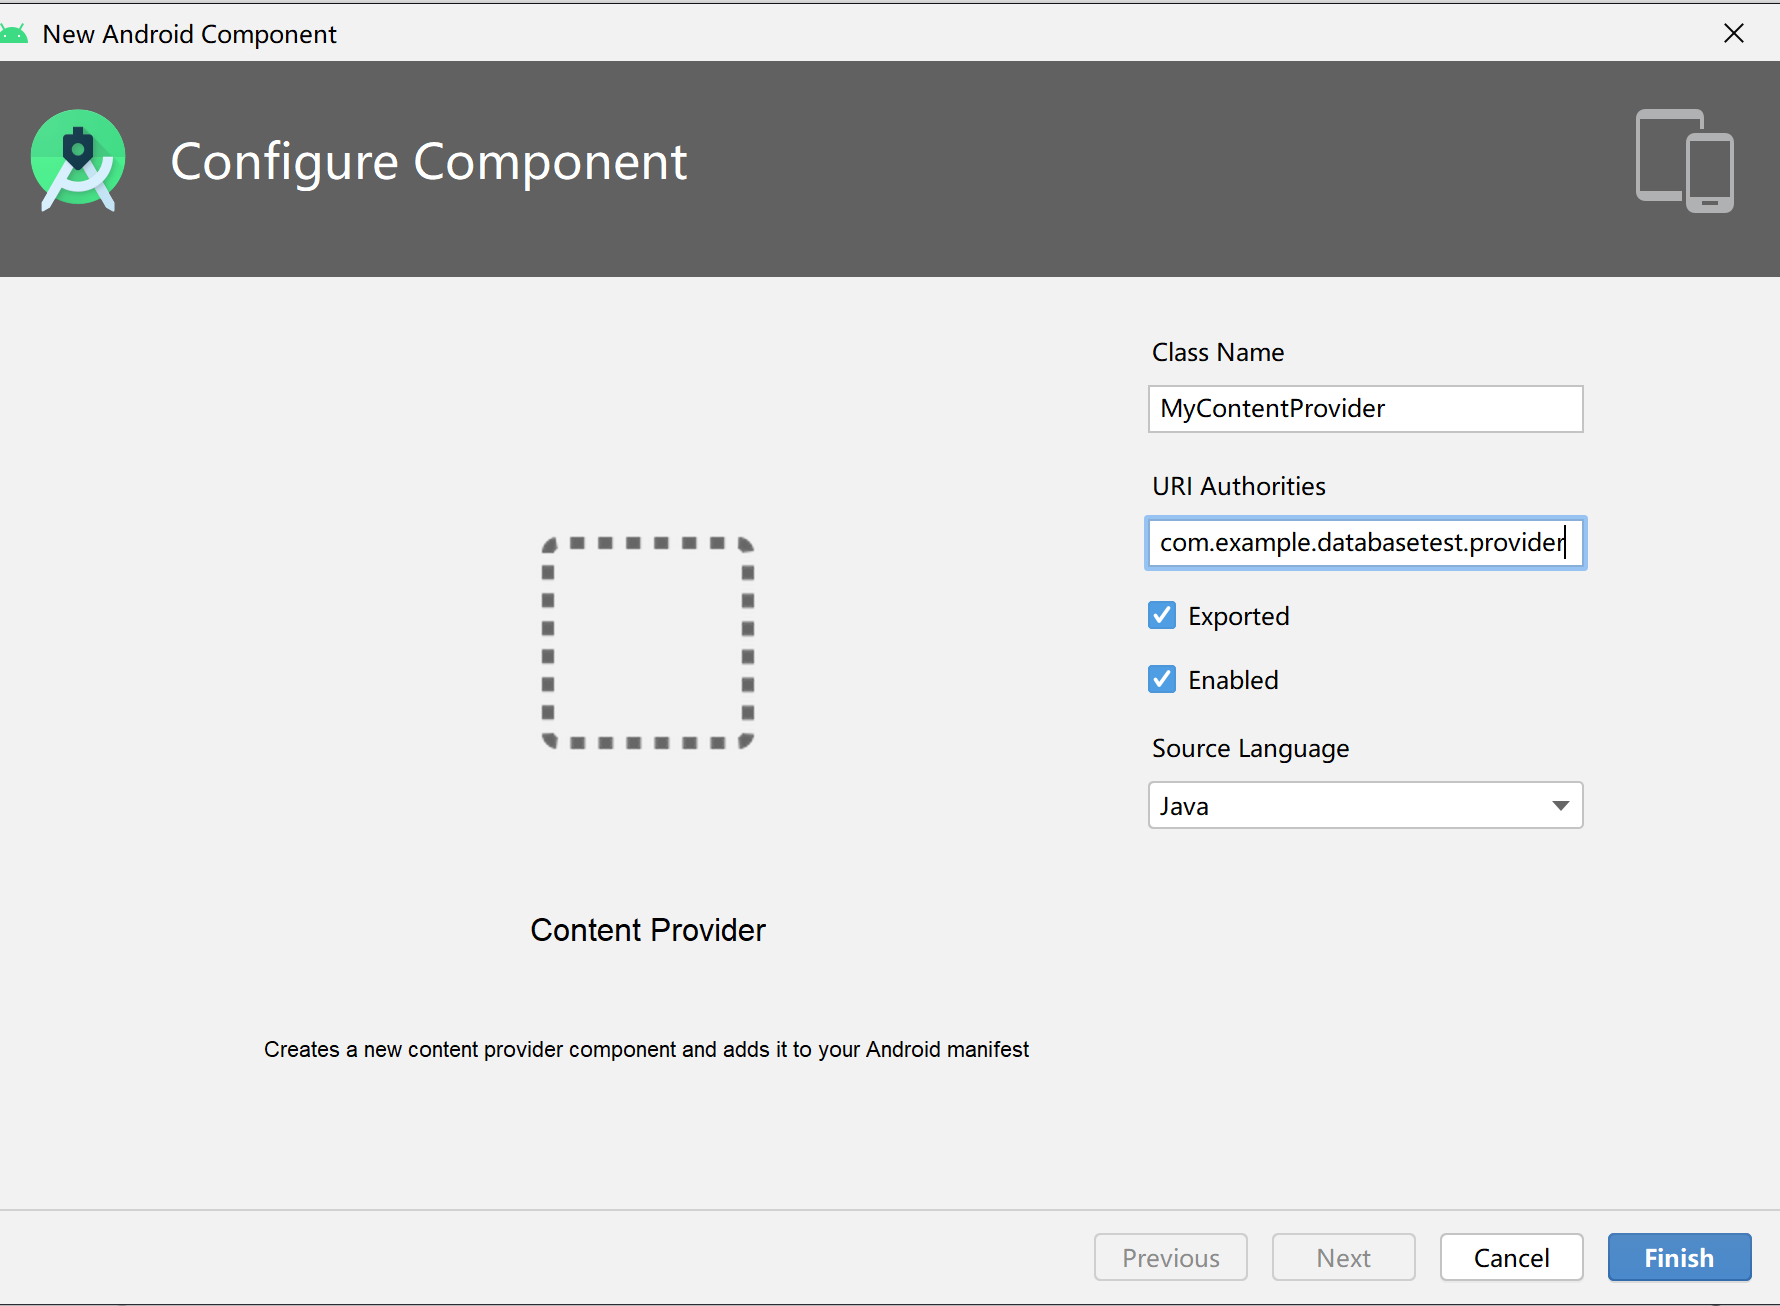 New Android Component
Configure Component
Class Name
MyContentProvider
URI Authorities
com.example.databasetest.provider
Exported
Enabled
Source Language
Java
Content Provider
Creates a new content provider component and adds it to your Android manifest
Previous
Next
Cancel
Finish